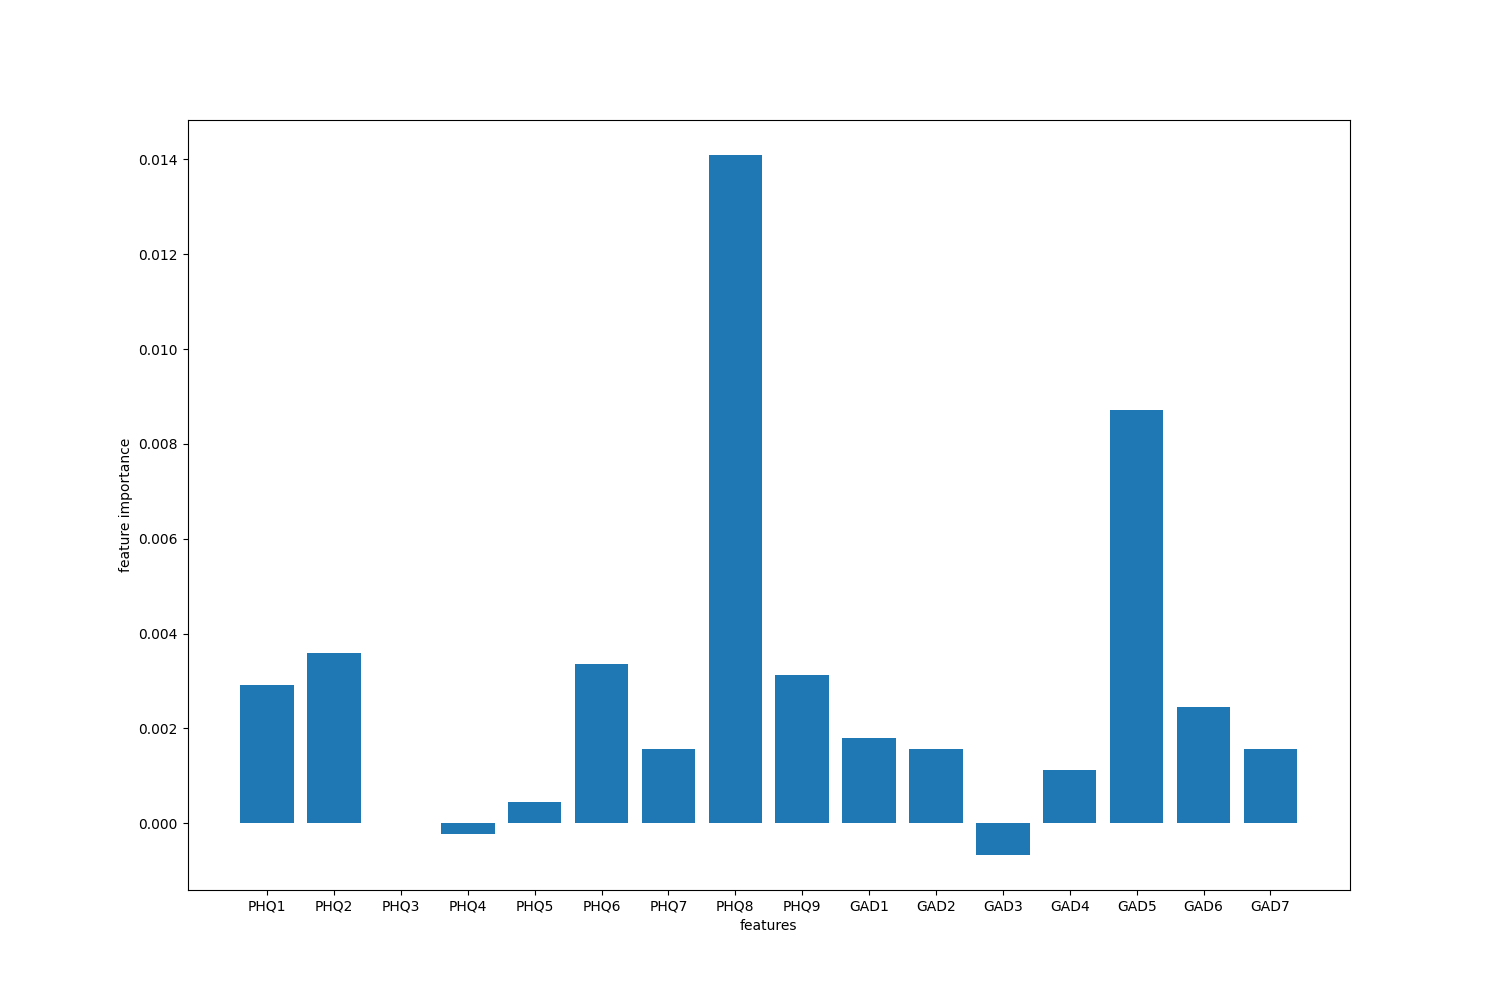 0.014
0.012
0.010
0.008
0.006
0.004
0.002
0.000
feature importance
PHQ1 PHQ2 PHQ3 PHQ4 PHQ5 PHQ6 PHQ7 PHQ8 PHQ9 GAD1 GAD2 GAD3 GAD4 GAD5 GAD6 GAD7
features